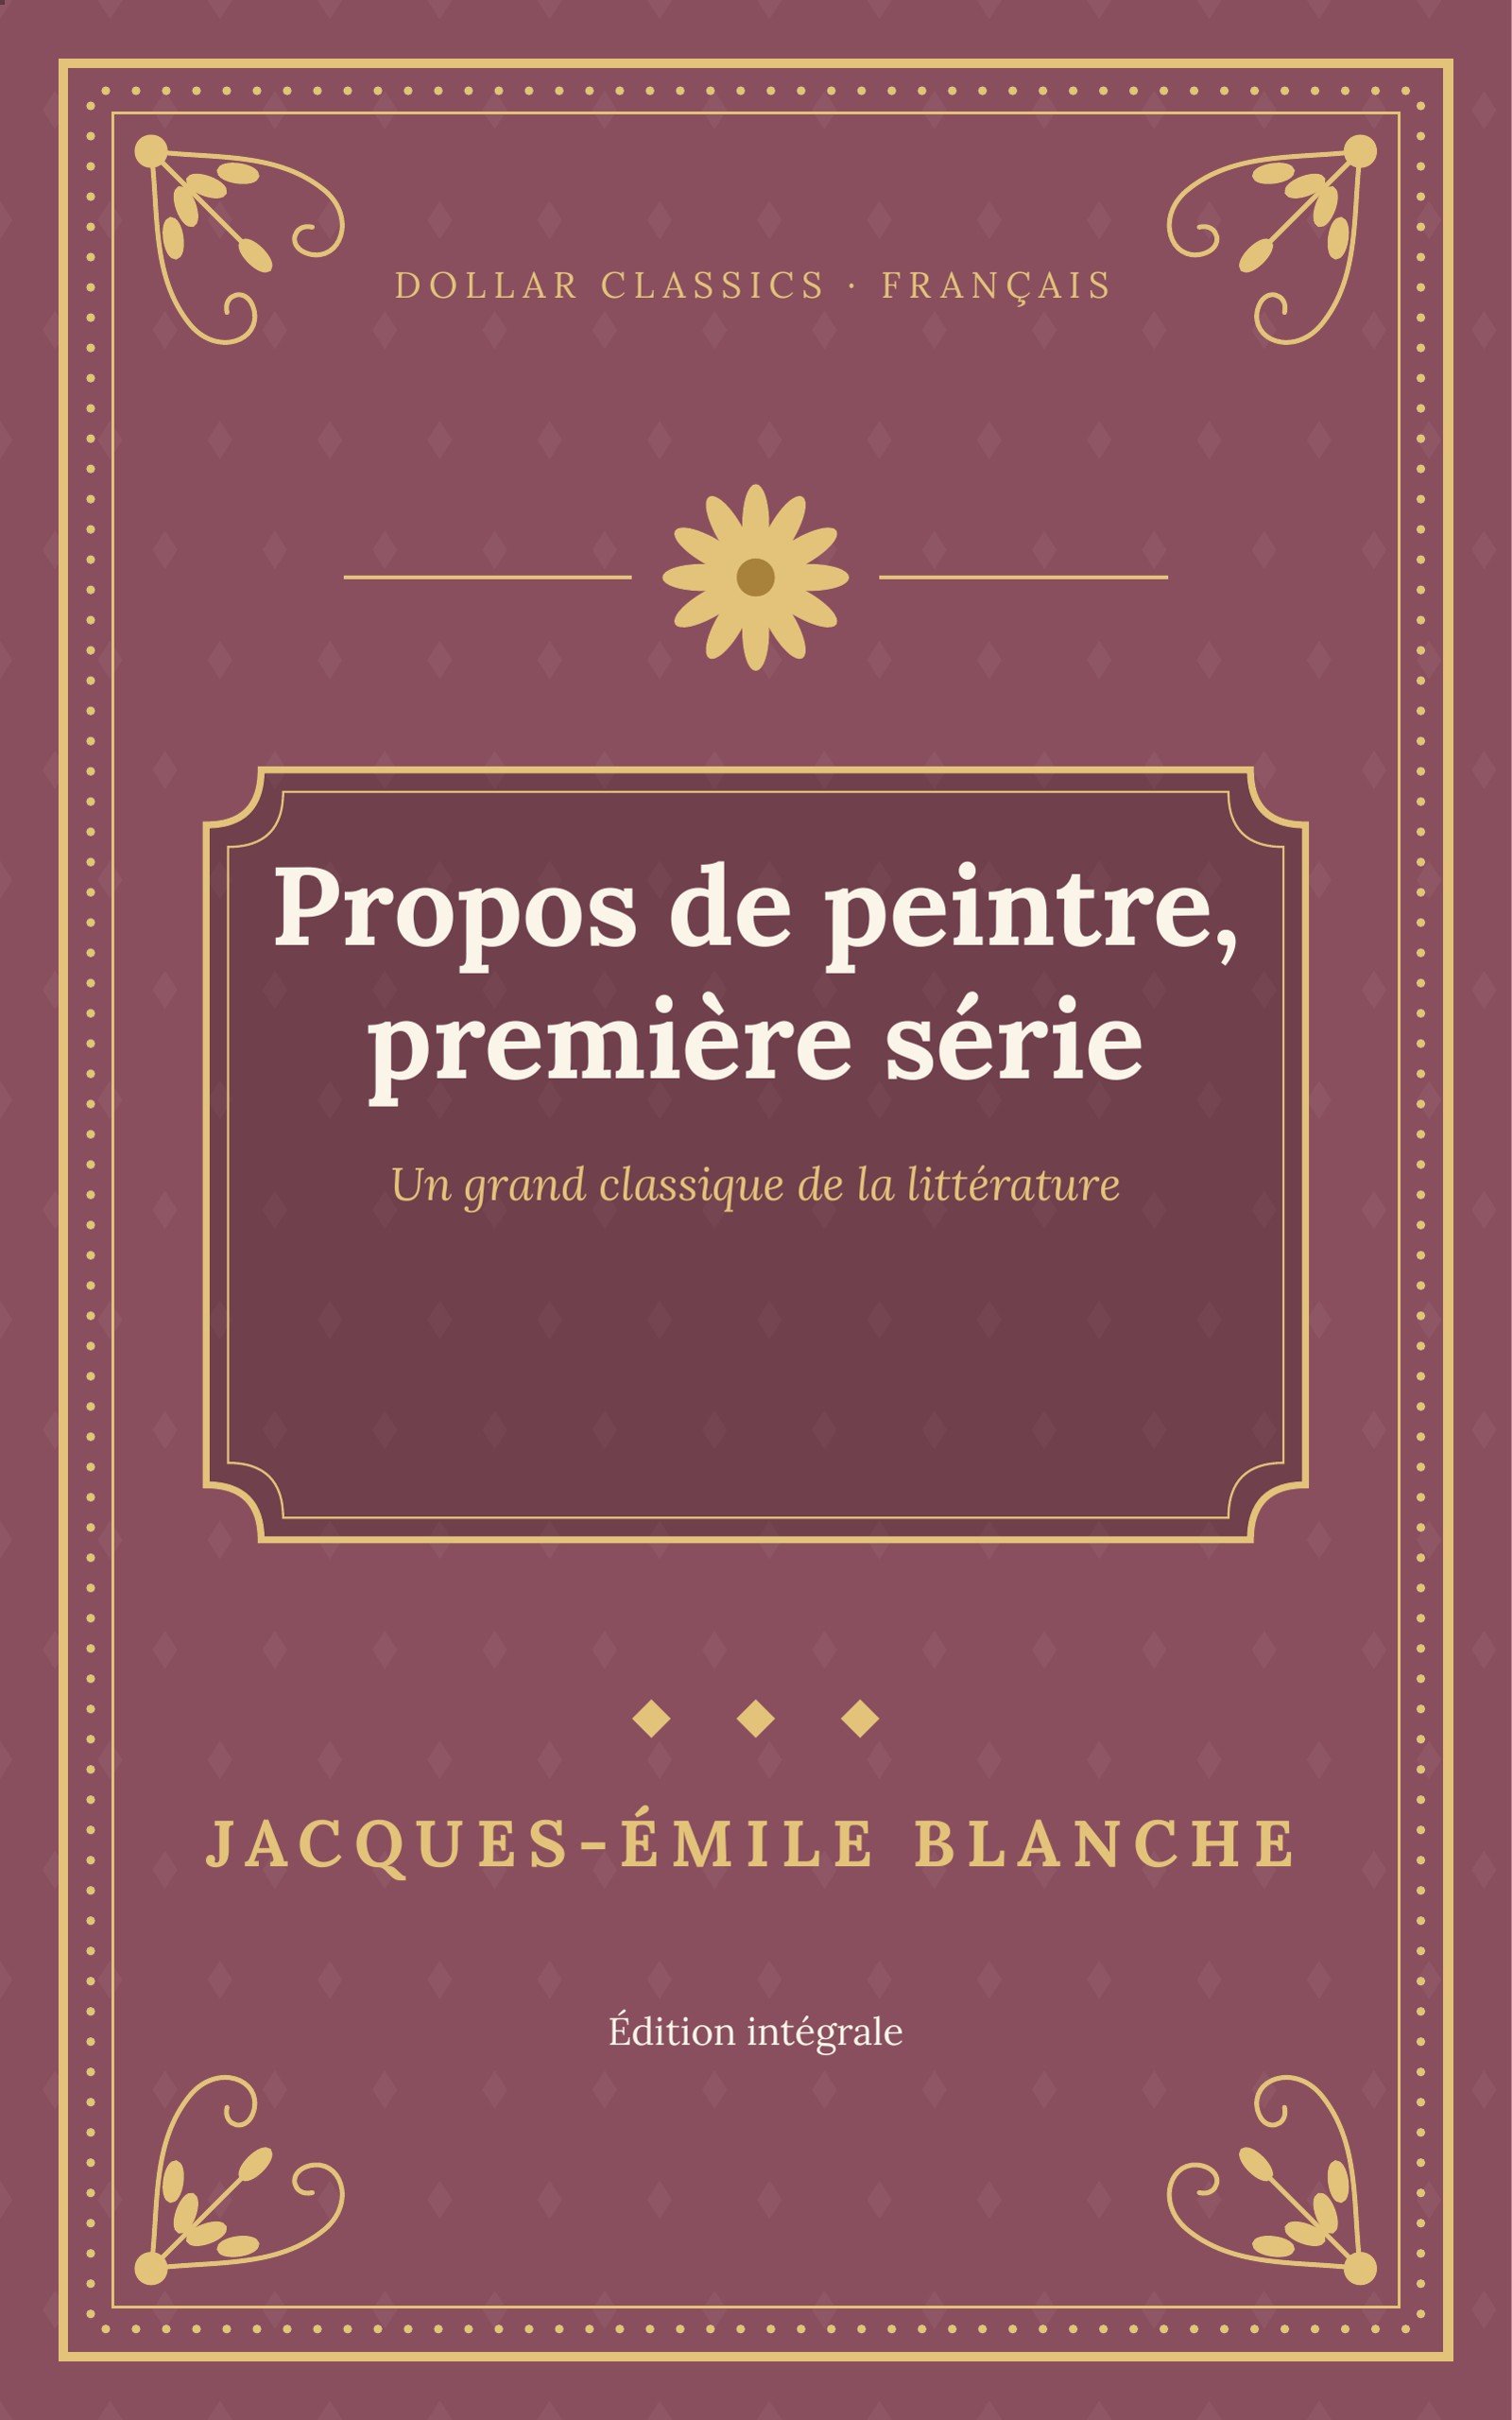 DOLLAR CLASSICS · FRANÇAIS
Propos de peintre,
première série
Un grand classique de la littérature
JACQUES-ÉMILE BLANCHE
Édition intégrale